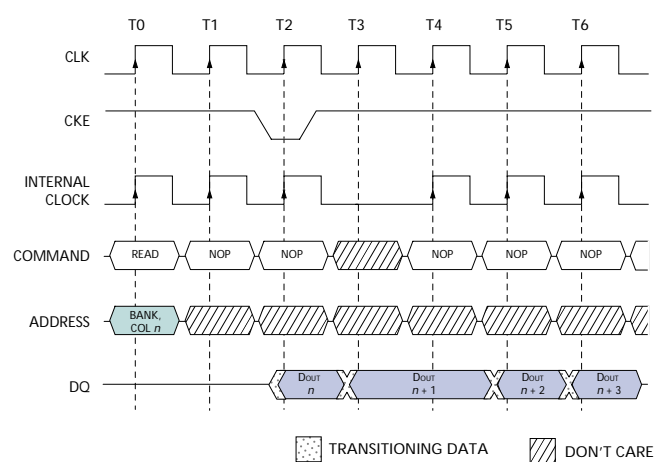 T0 T1 T2 T3 T4 T5 T6
CLK
CKE
INTERNAL
CLOCK
COMMAND READ NOP NOP NOP NOP NOP
ADDRESS BANK,
COL n
DQ DOUT
n DOUT
n + 1 DOUT
n + 2 DOUT
n + 3
TRANSITIONING DATA DON'T CARE